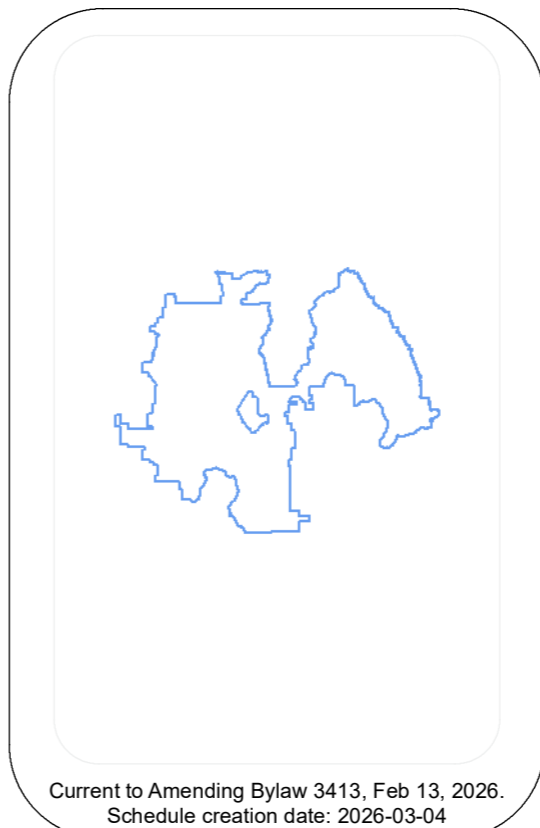 Current to Amending Bylaw 3413, Feb 13, 2026.
Schedule creation date: 2026-03-04